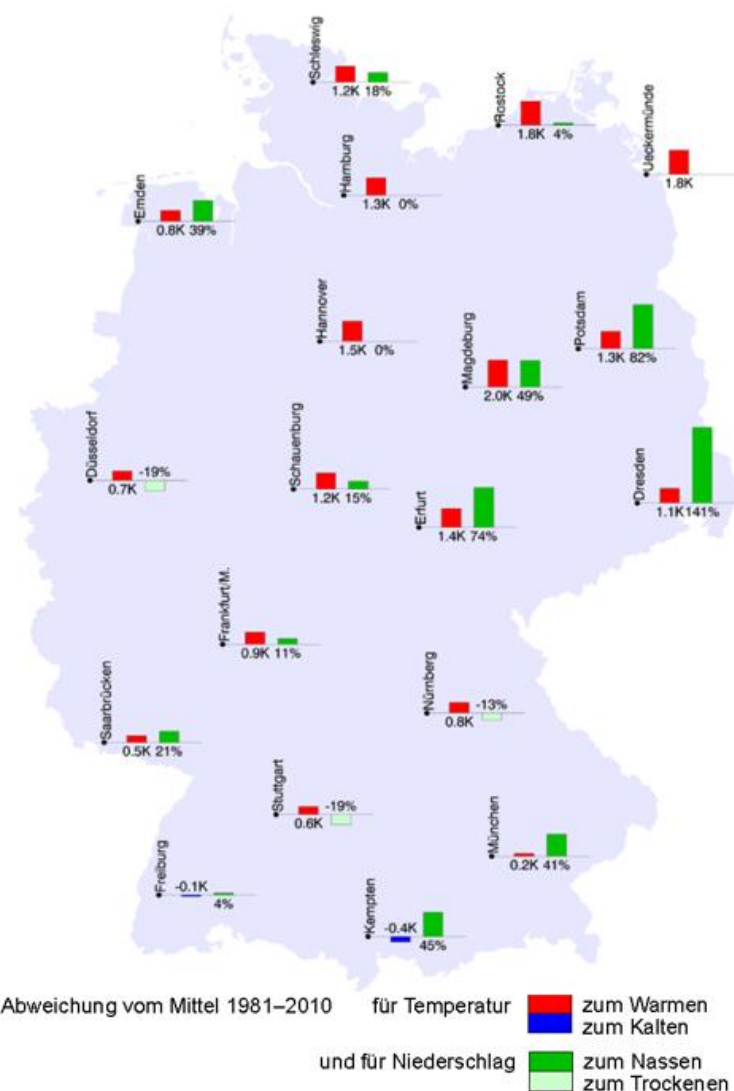 Schleswig
1.2K 18%
Rostock
1.8K 4%
Ueckermünde
1.8K
Hamburg
1.3K 0%
Emden
0.8K 39%
Hannover
1.5K 0%
Magdeburg
2.0K 49%
Potsdam
1.3K 82%
Düsseldorf
-19%
0.7K
Schauenburg
1.2K 15%
Erfurt
1.4K 74%
Dresden
1.1K 141%
Frankfurt/M.
0.9K 11%
Saarbrücken
0.5K 21%
Nürnberg
-13%
0.8K
Stuttgart
-19%
0.6K
München
0.2K 41%
Freiburg
-0.1K
4%
Kempten
-0.4K
45%
Abweichung vom Mittel 1981–2010 für Temperatur zum Warmen
zum Kalten
und für Niederschlag zum Nassen
zum Trockenen